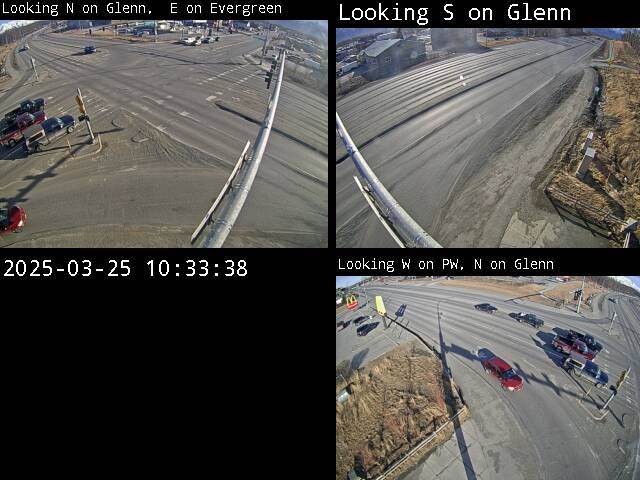 Looking N on Glenn,  E on Evergreen
Looking S on Glenn
2025-03-25 10:33:38
Looking W on PW, N on Glenn